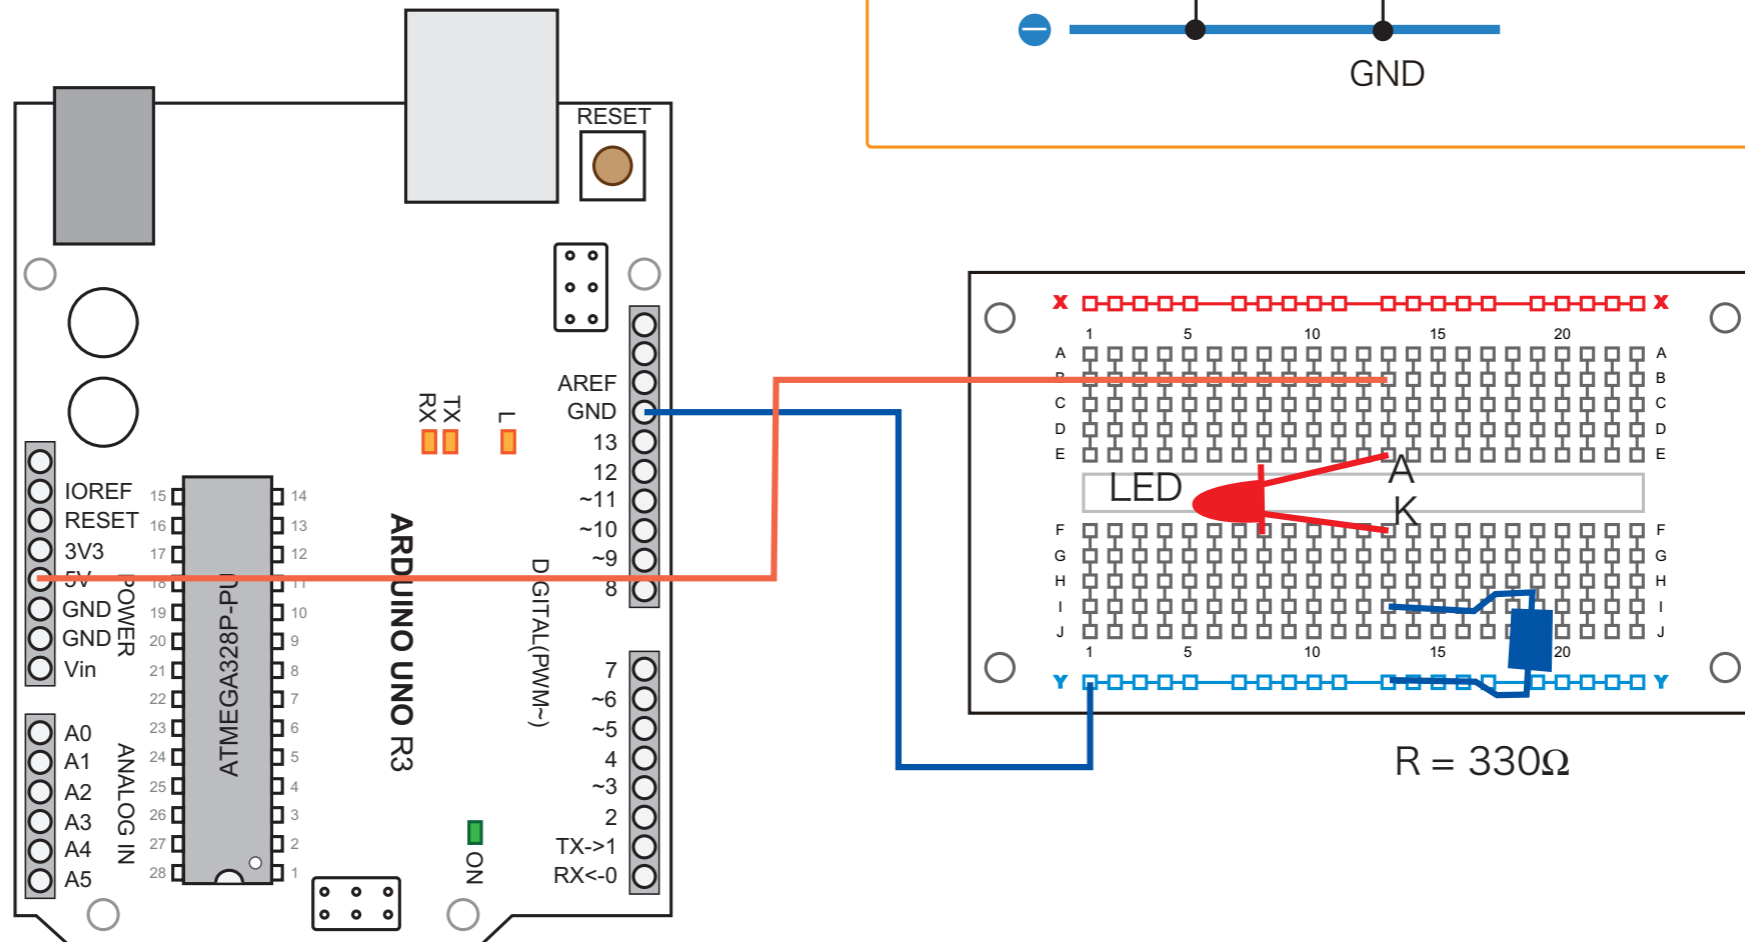 GND
RESET
AREF
GND
13
12
~11
~10
~9
8
7
~6
~5
4
~3
2
TX->1
RX<-0
DIGITAL(PWM~)
RX
TX
L
IOREF
RESET
3V3
5V
GND
GND
Vin
POWER
A0
A1
A2
A3
A4
A5
ANALOG IN
15 14
16 13
17 12
18 11
19 10
20 9
21 8
22 7
23 6
24 5
25 4
26 3
27 2
28 1
ATMEGA328P-PU
ARDUINO UNO R3
ON
X X
1 5 10 15 20
A A
B B
C C
D D
E E
LED A
K
F F
G G
H H
I I
J J
1 5 10 15 20
Y Y
R = 330Ω